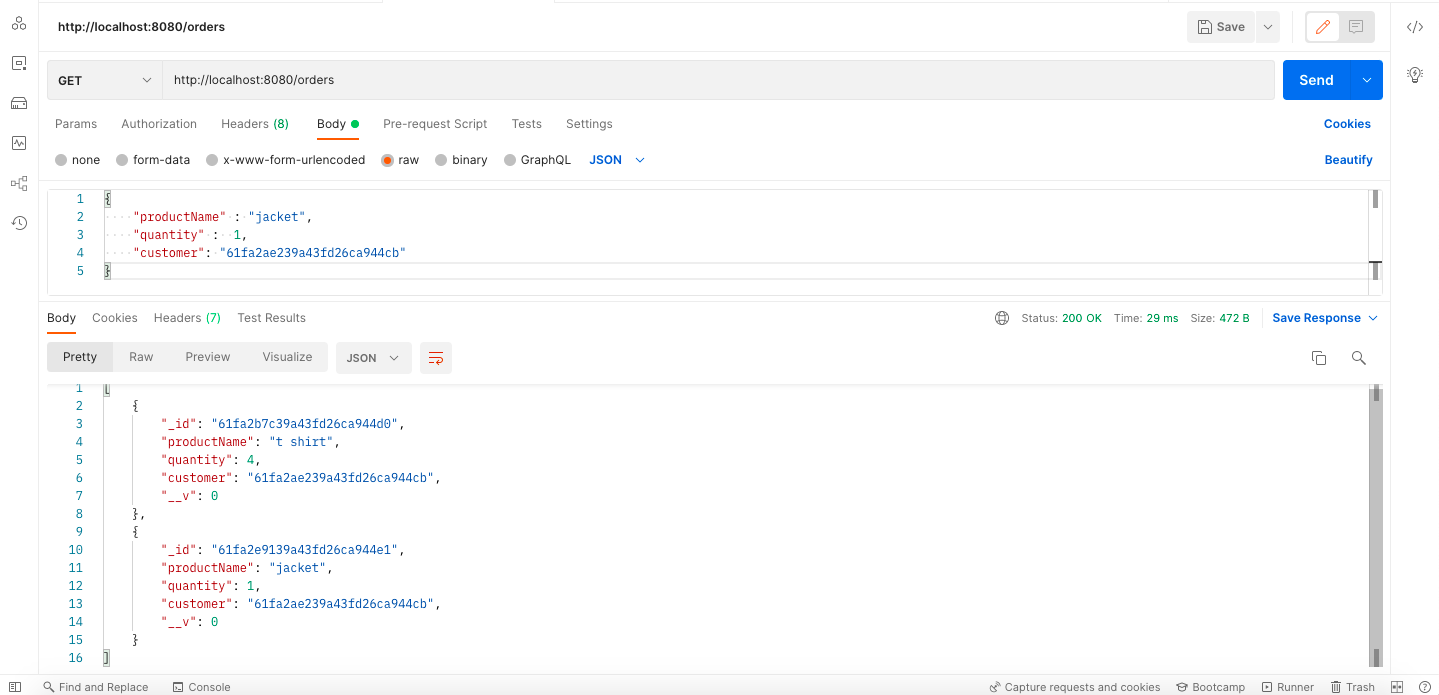 http://localhost:8080/orders
Save
GET http://localhost:8080/orders Send
Params Authorization Headers (8) Body Pre-request Script Tests Settings Cookies
none form-data x-www-form-urlencoded raw binary GraphQL JSON Beautify
1 {
2 "productName" : "jacket",
3 "quantity" : 1,
4 "customer": "61fa2ae239a43fd26ca944cb"
5 }
Body Cookies Headers (7) Test Results Status: 200 OK Time: 29 ms Size: 472 B Save Response
Pretty Raw Preview Visualize JSON
1 [
2 {
3 "_id": "61fa2b7c39a43fd26ca944d0",
4 "productName": "t shirt",
5 "quantity": 4,
6 "customer": "61fa2ae239a43fd26ca944cb",
7 "__v": 0
8 },
9 {
10 "_id": "61fa2e9139a43fd26ca944e1",
11 "productName": "jacket",
12 "quantity": 1,
13 "customer": "61fa2ae239a43fd26ca944cb",
14 "__v": 0
15 }
16 ]
Find and Replace Console Capture requests and cookies Bootcamp Runner Trash